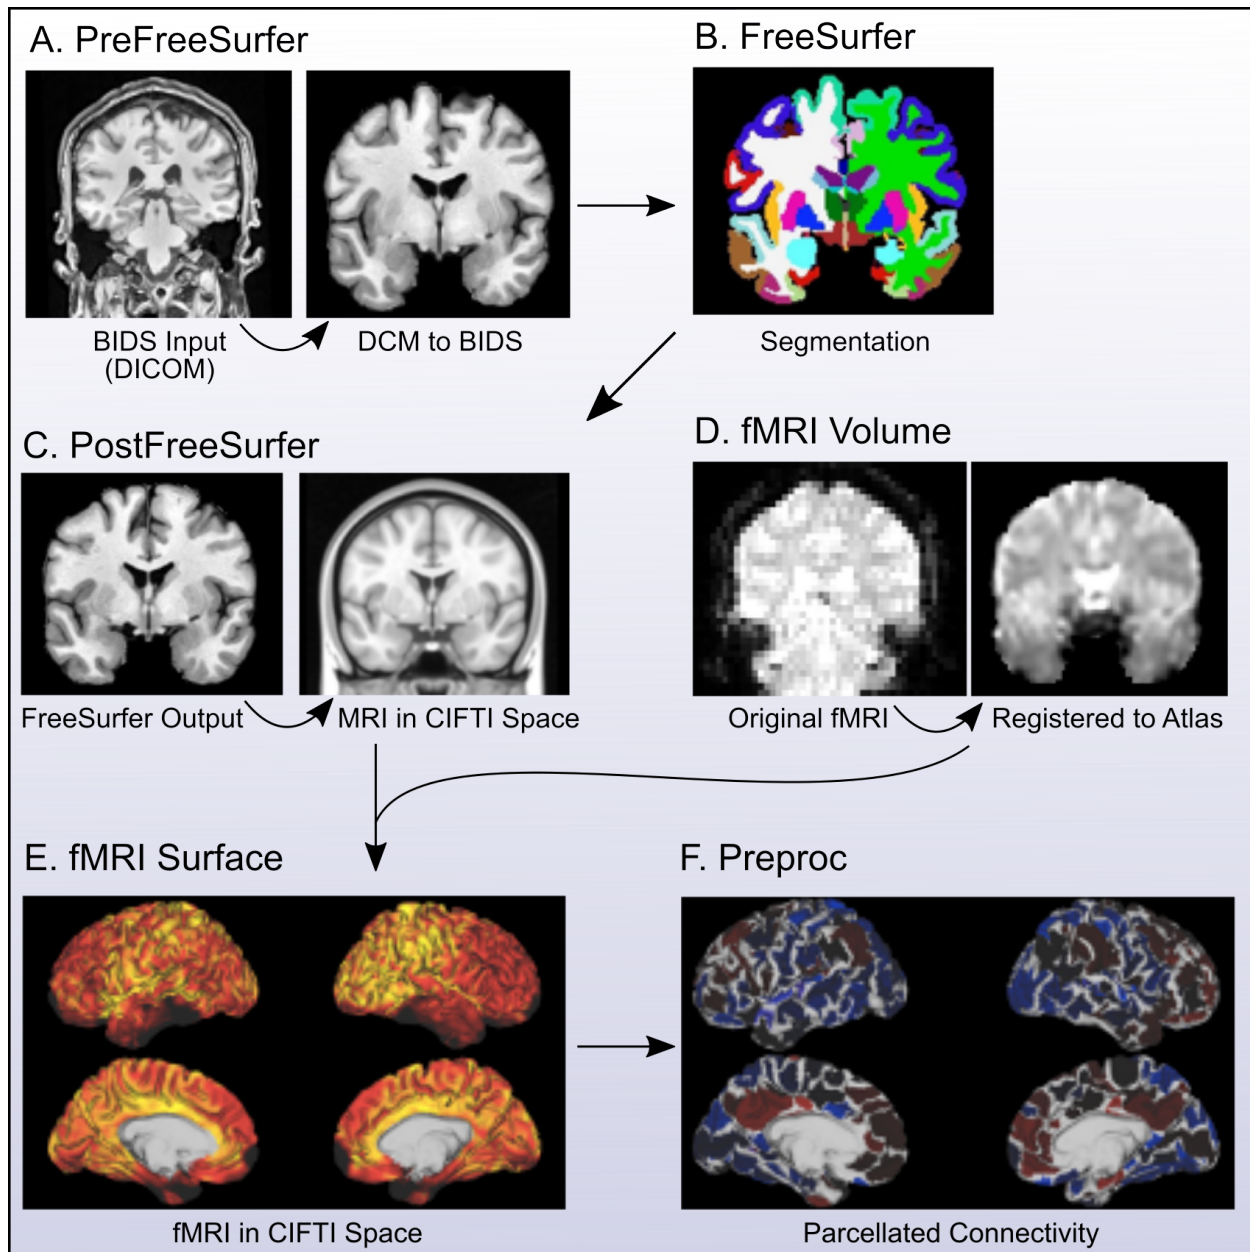 A. PreFreeSurfer
B. FreeSurfer
BIDS Input
(DICOM)
DCM to BIDS
Segmentation
C. PostFreeSurfer
D. fMRI Volume
FreeSurfer Output
MRI in CIFTI Space
Original fMRI
Registered to Atlas
E. fMRI Surface
F. Preproc
fMRI in CIFTI Space
Parcellated Connectivity